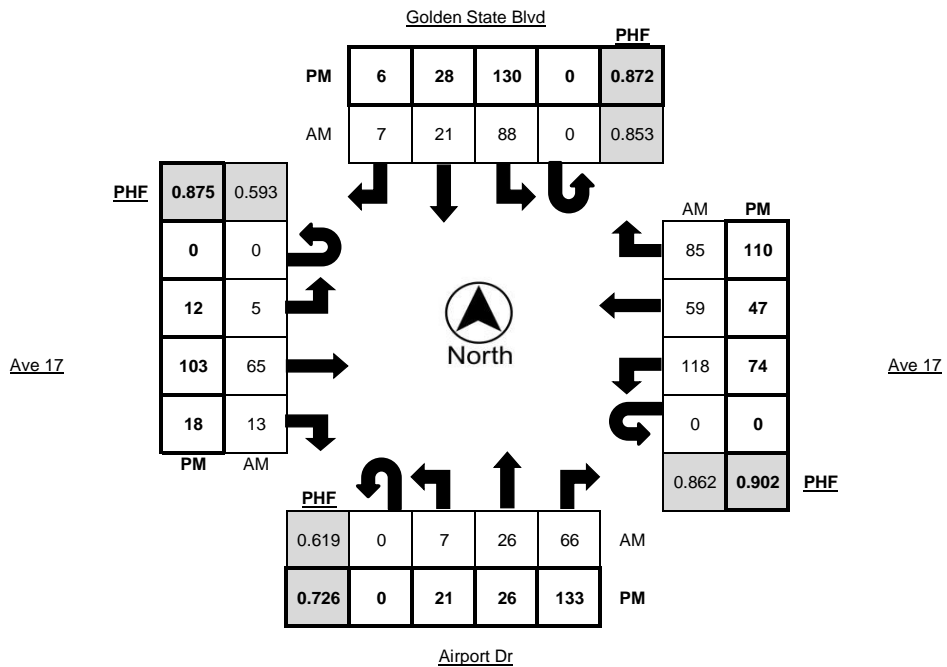 Golden State Blvd
PHF
PM 6 28 130 0 0.872
AM 7 21 88 0 0.853
PHF 0.875 0.593
AM PM
0 0
85 110
12 5
59 47
North
Ave 17
103 65
118 74
Ave 17
18 13
0 0
PM AM
0.862 0.902 PHF
PHF
0.619 0 7 26 66 AM
0.726 0 21 26 133 PM
Airport Dr